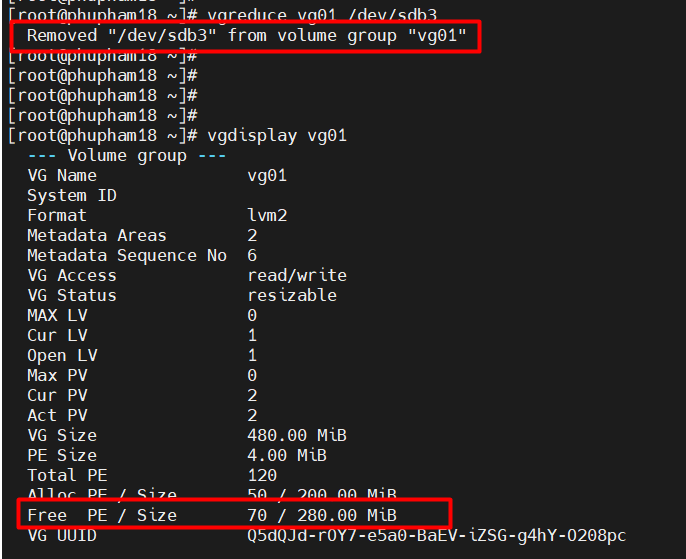 [root@phupham18 ~]# vgreduce vg01 /dev/sdb3
Removed "/dev/sdb3" from volume group "vg01"
[root@phupham18 ~]#
[root@phupham18 ~]#
[root@phupham18 ~]#
[root@phupham18 ~]#
[root@phupham18 ~]# vgdisplay vg01
--- Volume group ---
VG Name vg01
System ID
Format lvm2
Metadata Areas 2
Metadata Sequence No 6
VG Access read/write
VG Status resizable
MAX LV 0
Cur LV 1
Open LV 1
Max PV 0
Cur PV 2
Act PV 2
VG Size 480.00 MiB
PE Size 4.00 MiB
Total PE 120
Alloc PE / Size 50 / 200.00 MiB
Free PE / Size 70 / 280.00 MiB
VG UUID Q5dQJd-rOY7-e5a0-BaEV-iZSG-g4hY-O208pc